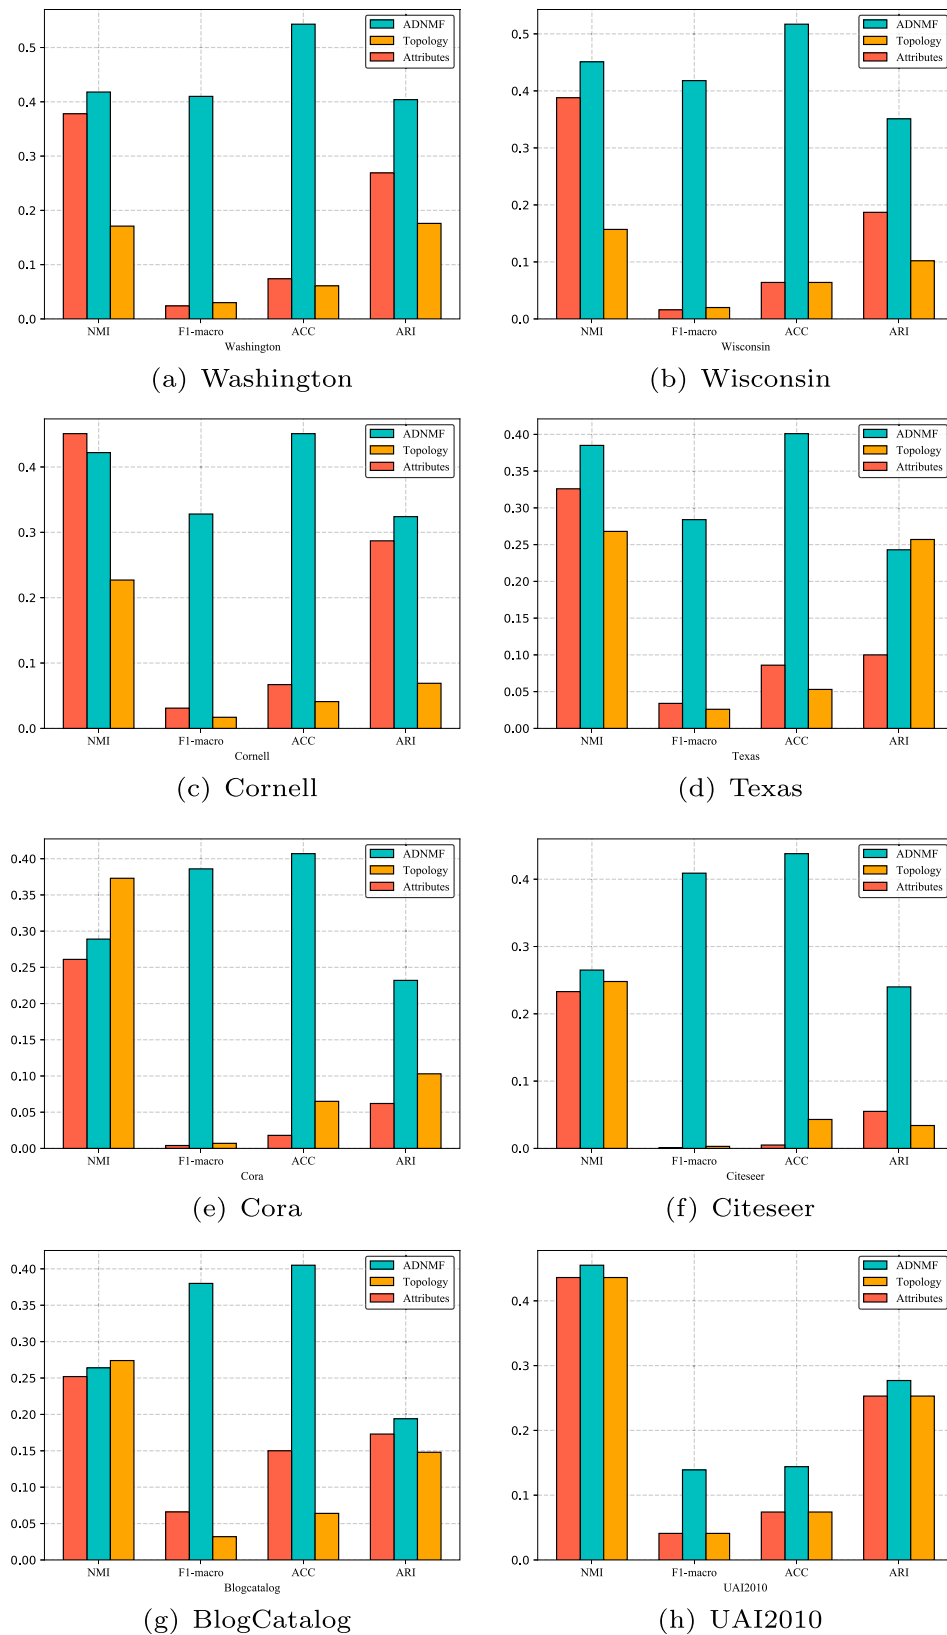 0.5
0.4
0.3
0.2
0.1
0.0
NMI F1-macro ACC ARI
Washington
ADNMF
Topology
Attributes
(a) Washington
0.5
0.4
0.3
0.2
0.1
0.0
NMI F1-macro ACC ARI
Wisconsin
ADNMF
Topology
Attributes
(b) Wisconsin
0.4
0.3
0.2
0.1
0.0
NMI F1-macro ACC ARI
Cornell
ADNMF
Topology
Attributes
(c) Cornell
0.40
0.35
0.30
0.25
0.20
0.15
0.10
0.05
0.00
NMI F1-macro ACC ARI
Texas
ADNMF
Topology
Attributes
(d) Texas
0.40
0.35
0.30
0.25
0.20
0.15
0.10
0.05
0.00
NMI F1-macro ACC ARI
Cora
ADNMF
Topology
Attributes
(e) Cora
0.4
0.3
0.2
0.1
0.0
NMI F1-macro ACC ARI
Citeseer
ADNMF
Topology
Attributes
(f) Citeseer
0.40
0.35
0.30
0.25
0.20
0.15
0.10
0.05
0.00
NMI F1-macro ACC ARI
Blogcatalog
ADNMF
Topology
Attributes
(g) BlogCatalog
0.4
0.3
0.2
0.1
0.0
NMI F1-macro ACC ARI
UAI2010
ADNMF
Topology
Attributes
(h) UAI2010